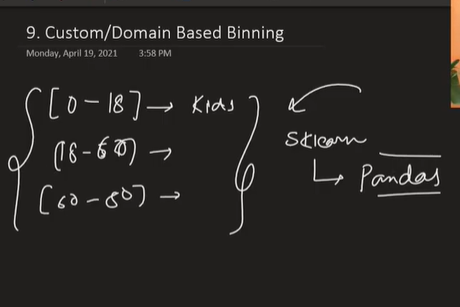 9. Custom/Domain Based Binning
Monday, April 19, 2021 3:58 PM
[0-18] → Kids
(18-60) →
[60-80] →
Sklearn
↳ Pandas